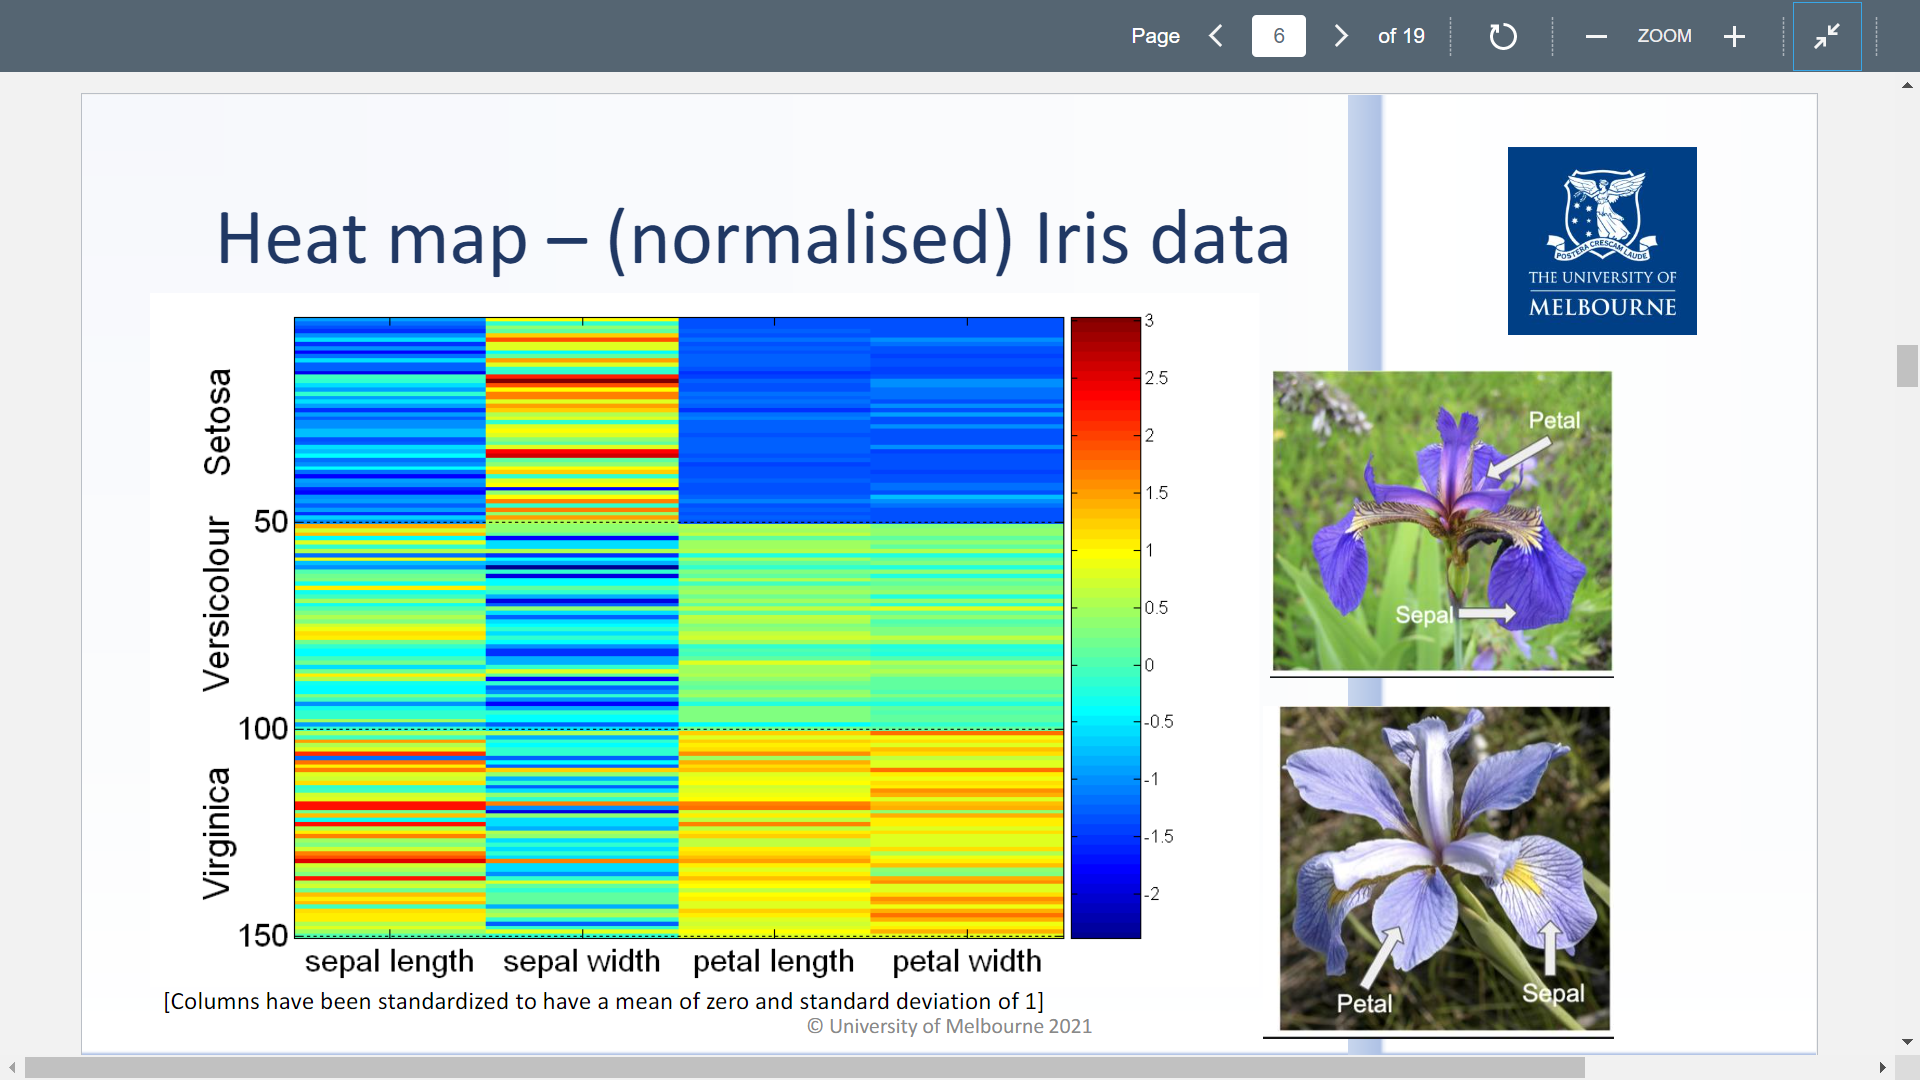 Page 6 of 19 ZOOM
Heat map – (normalised) Iris data
POSTERA CRESCAM LAUDE
THE UNIVERSITY OF
MELBOURNE
Setosa
Versicolour
Virginica
50
100
150
sepal length sepal width petal length petal width
3
2.5
2
1.5
1
0.5
0
-0.5
-1
-1.5
-2
Petal
Sepal
Petal
Sepal
[Columns have been standardized to have a mean of zero and standard deviation of 1]
© University of Melbourne 2021